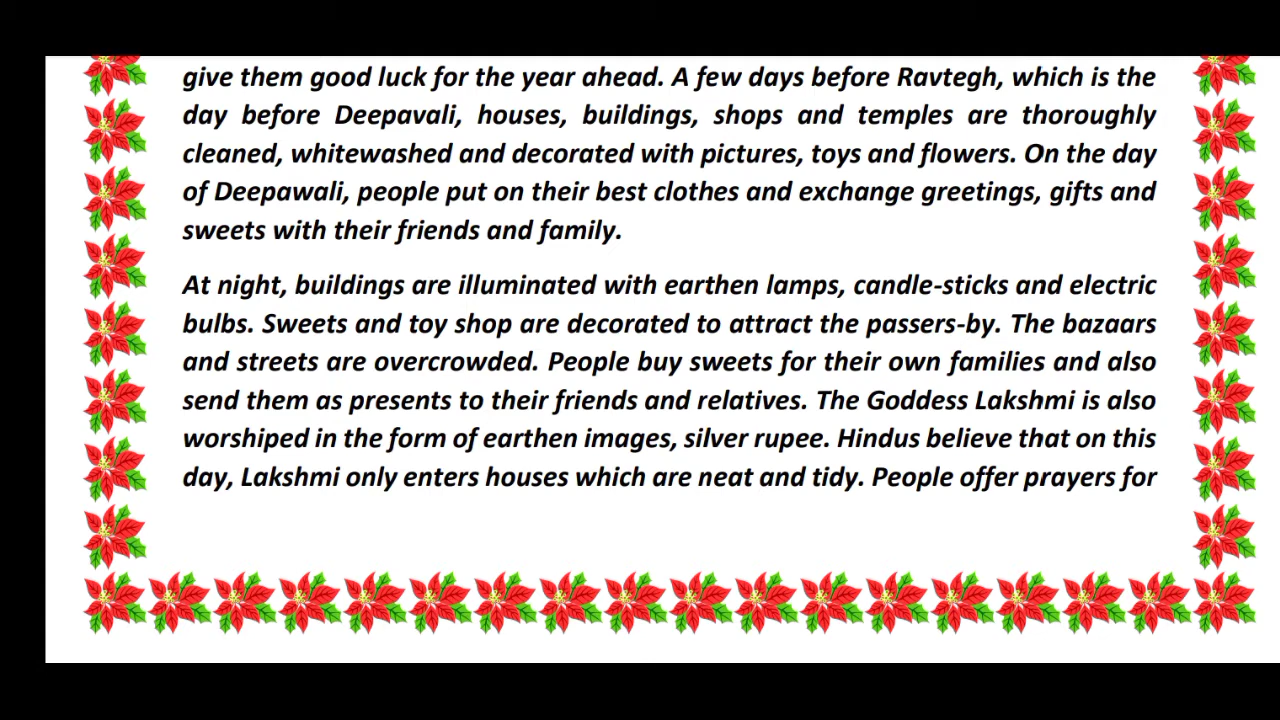 give them good luck for the year ahead. A few days before Ravtegh, which is the
day before Deepavali, houses, buildings, shops and temples are thoroughly
cleaned, whitewashed and decorated with pictures, toys and flowers. On the day
of Deepawali, people put on their best clothes and exchange greetings, gifts and
sweets with their friends and family.
At night, buildings are illuminated with earthen lamps, candle-sticks and electric
bulbs. Sweets and toy shop are decorated to attract the passers-by. The bazaars
and streets are overcrowded. People buy sweets for their own families and also
send them as presents to their friends and relatives. The Goddess Lakshmi is also
worshiped in the form of earthen images, silver rupee. Hindus believe that on this
day, Lakshmi only enters houses which are neat and tidy. People offer prayers for